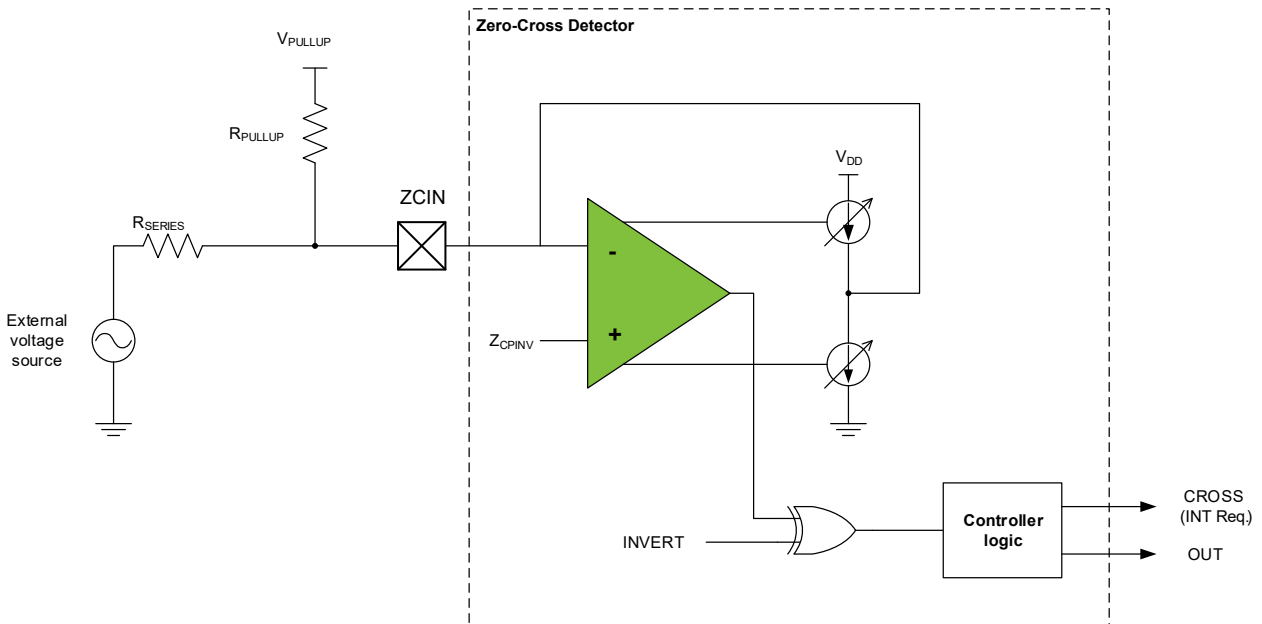 Zero-Cross Detector
VPULLUP
RPULLUP
VDD
ZCIN
RSERIES
-
External
voltage
source
+
ZCPINV
CROSS
(INT Req.)
Controller
logic
INVERT
OUT